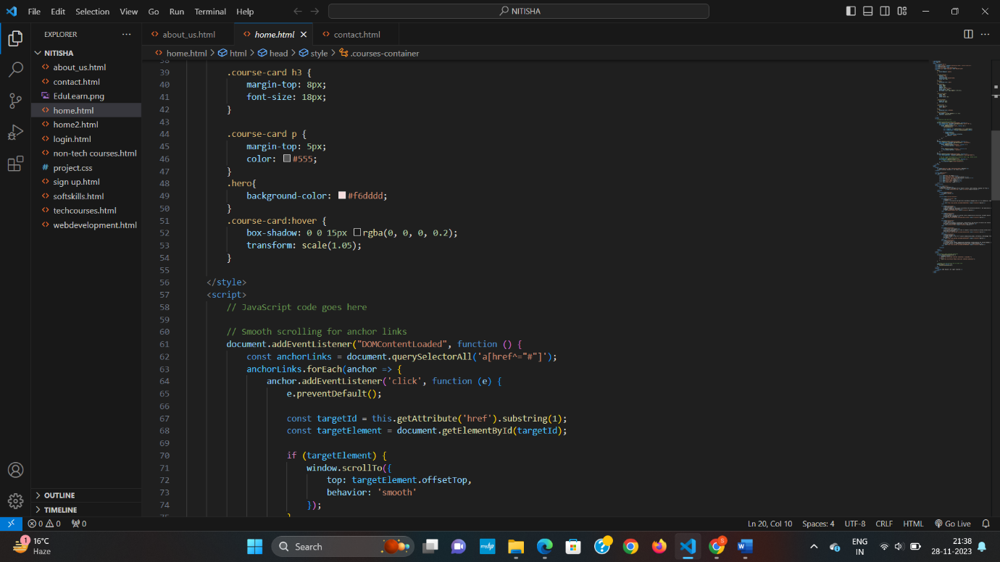 File Edit Selection View Go Run Terminal Help
NITISHA
EXPLORER
about_us.html
home.html
contact.html
home.html > html > head > style > .courses-container
NITISHA
about_us.html
contact.html
EduLearn.png
home.html
home2.html
login.html
non-tech courses.html
project.css
sign up.html
softskills.html
techcourses.html
webdevelopment.html
OUTLINE
TIMELINE
38
39 .course-card h3 {
40 margin-top: 8px;
41 font-size: 18px;
42 }
43
44 .course-card p {
45 margin-top: 5px;
46 color: #555;
47 }
48 .hero{
49 background-color: #f6dddd;
50 }
51 .course-card:hover {
52 box-shadow: 0 0 15px rgba(0, 0, 0, 0.2);
53 transform: scale(1.05);
54 }
55
56 </style>
57 <script>
58 // JavaScript code goes here
59
60 // Smooth scrolling for anchor links
61 document.addEventListener("DOMContentLoaded", function () {
62 const anchorLinks = document.querySelectorAll('a[href^="#"]');
63 anchorLinks.forEach(anchor => {
64 anchor.addEventListener('click', function (e) {
65 e.preventDefault();
66
67 const targetId = this.getAttribute('href').substring(1);
68 const targetElement = document.getElementById(targetId);
69
70 if (targetElement) {
71 window.scrollTo({
72 top: targetElement.offsetTop,
73 behavior: 'smooth'
74 });
75 }
0 0 0
Ln 20, Col 10 Spaces: 4 UTF-8 CRLF HTML Go Live
1
16°C
Haze
Search
myhp
S
ENG
IN
21:38
28-11-2023